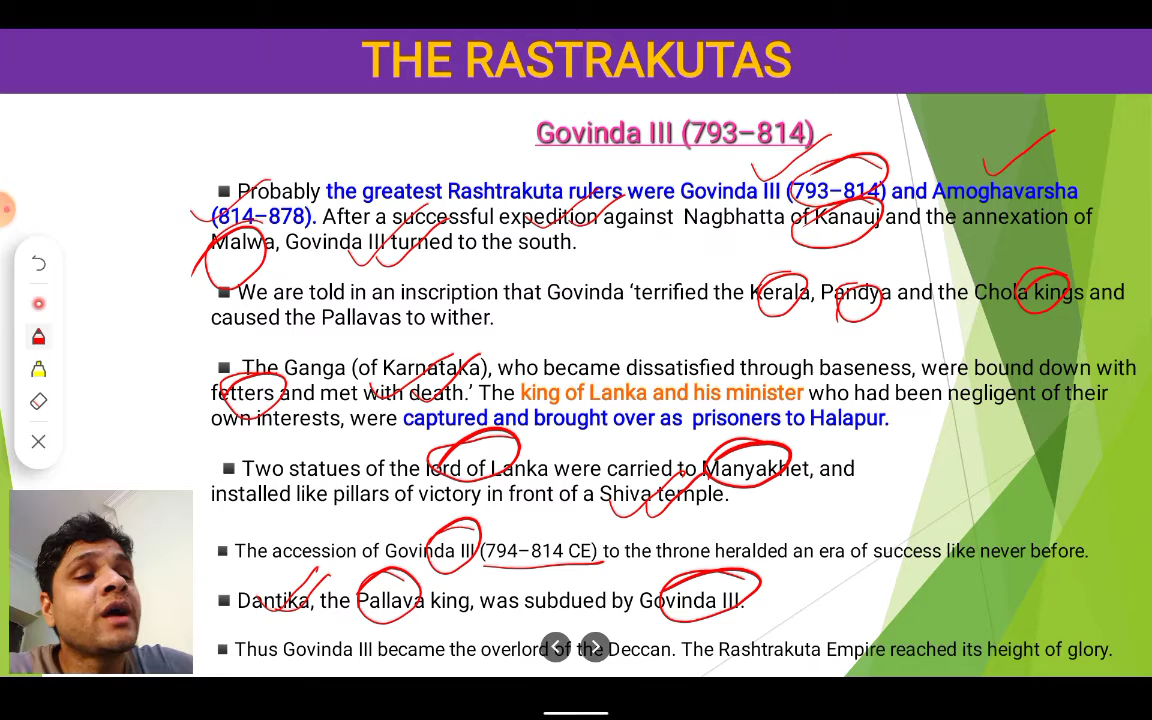 THE RASTRAKUTAS
Govinda III (793–814)
▪ Probably the greatest Rashtrakuta rulers were Govinda III (793–814) and Amoghavarsha
(814–878). After a successful expedition against Nagbhatta of Kanauj and the annexation of
Malwa, Govinda III turned to the south.
▪ We are told in an inscription that Govinda ‘terrified the Kerala, Pandya and the Chola kings and
caused the Pallavas to wither.
▪ The Ganga (of Karnataka), who became dissatisfied through baseness, were bound down with
fetters and met with death.’ The king of Lanka and his minister who had been negligent of their
own interests, were captured and brought over as prisoners to Halapur.
▪ Two statues of the lord of Lanka were carried to Manyakhet, and
installed like pillars of victory in front of a Shiva temple.
▪ The accession of Govinda III (794–814 CE) to the throne heralded an era of success like never before.
▪ Dantika, the Pallava king, was subdued by Govinda III.
▪ Thus Govinda III became the overlord of the Deccan. The Rashtrakuta Empire reached its height of glory.